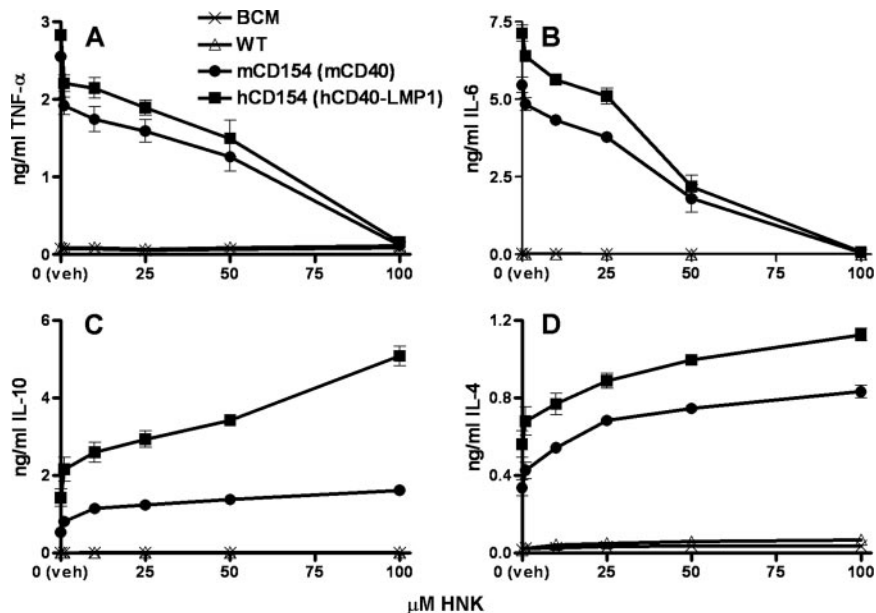 A
BCM
WT
mCD154 (mCD40)
hCD154 (hCD40-LMP1)
ng/ml TNF-α
3
2
1
0
0 (veh) 25 50 75 100
B
ng/ml IL-6
7.5
5.0
2.5
0.0
0 (veh) 25 50 75 100
C
ng/ml IL-10
6
4
2
0
0 (veh) 25 50 75 100
D
ng/ml IL-4
1.2
0.8
0.4
0.0
0 (veh) 25 50 75 100
μM HNK